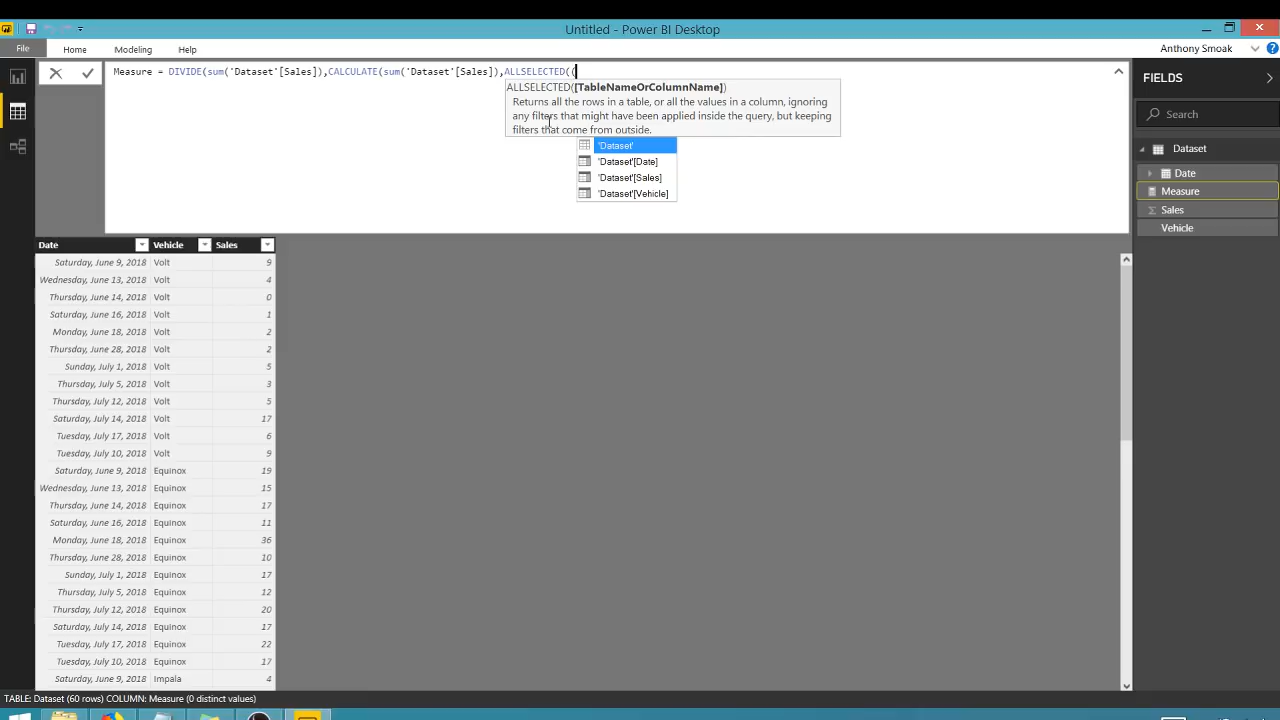 Untitled - Power BI Desktop
File Home Modeling Help Anthony Smoak
Measure = DIVIDE(sum('Dataset'[Sales]),CALCULATE(sum('Dataset'[Sales]),ALLSELECTED((
ALLSELECTED([TableNameOrColumnName])
Returns all the rows in a table, or all the values in a column, ignoring
any filters that might have been applied inside the query, but keeping
filters that come from outside.
'Dataset'
'Dataset'[Date]
'Dataset'[Sales]
'Dataset'[Vehicle]
FIELDS
Search
Dataset
Date
Measure
Sales
Vehicle
Date Vehicle Sales
Saturday, June 9, 2018 Volt 9
Wednesday, June 13, 2018 Volt 4
Thursday, June 14, 2018 Volt 0
Saturday, June 16, 2018 Volt 1
Monday, June 18, 2018 Volt 2
Thursday, June 28, 2018 Volt 2
Sunday, July 1, 2018 Volt 5
Thursday, July 5, 2018 Volt 3
Thursday, July 12, 2018 Volt 5
Saturday, July 14, 2018 Volt 17
Tuesday, July 17, 2018 Volt 6
Tuesday, July 10, 2018 Volt 9
Saturday, June 9, 2018 Equinox 19
Wednesday, June 13, 2018 Equinox 15
Thursday, June 14, 2018 Equinox 17
Saturday, June 16, 2018 Equinox 11
Monday, June 18, 2018 Equinox 36
Thursday, June 28, 2018 Equinox 10
Sunday, July 1, 2018 Equinox 17
Thursday, July 5, 2018 Equinox 12
Thursday, July 12, 2018 Equinox 20
Saturday, July 14, 2018 Equinox 17
Tuesday, July 17, 2018 Equinox 22
Tuesday, July 10, 2018 Equinox 17
Saturday, June 9, 2018 Impala 4
TABLE: Dataset (60 rows) COLUMN: Measure (0 distinct values)